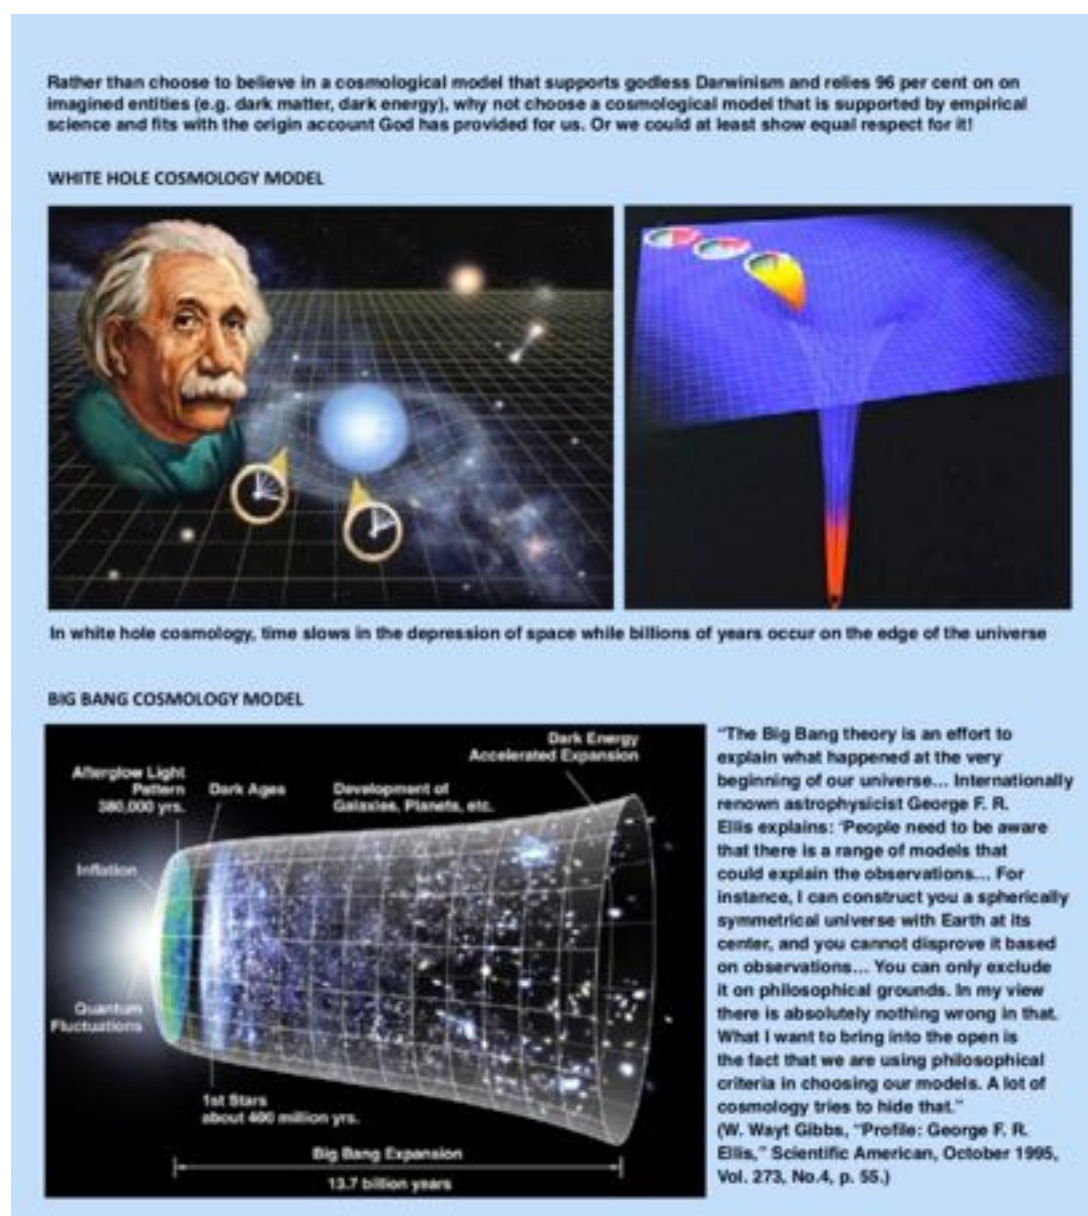 Rather than choose to believe in a cosmological model that supports godless Darwinism and relies 96 per cent on on
imagined entities (e.g. dark matter, dark energy), why not choose a cosmological model that is supported by empirical
science and fits with the origin account God has provided for us. Or we could at least show equal respect for it!
WHITE HOLE COSMOLOGY MODEL
In white hole cosmology, time slows in the depression of space while billions of years occur on the edge of the universe
BIG BANG COSMOLOGY MODEL
Dark Energy
Accelerated Expansion
Afterglow Light
Pattern
380,000 yrs.
Dark Ages
Development of
Galaxies, Planets, etc.
Inflation
Quantum
Fluctuations
1st Stars
about 400 million yrs.
Big Bang Expansion
13.7 billion years
“The Big Bang theory is an effort to
explain what happened at the very
beginning of our universe... Internationally
renown astrophysicist George F. R.
Ellis explains: ‘People need to be aware
that there is a range of models that
could explain the observations... For
instance, I can construct you a spherically
symmetrical universe with Earth at its
center, and you cannot disprove it based
on observations... You can only exclude
it on philosophical grounds. In my view
there is absolutely nothing wrong in that.
What I want to bring into the open is
the fact that we are using philosophical
criteria in choosing our models. A lot of
cosmology tries to hide that.”
(W. Wayt Gibbs, “Profile: George F. R.
Ellis,” Scientific American, October 1995,
Vol. 273, No.4, p. 55.)